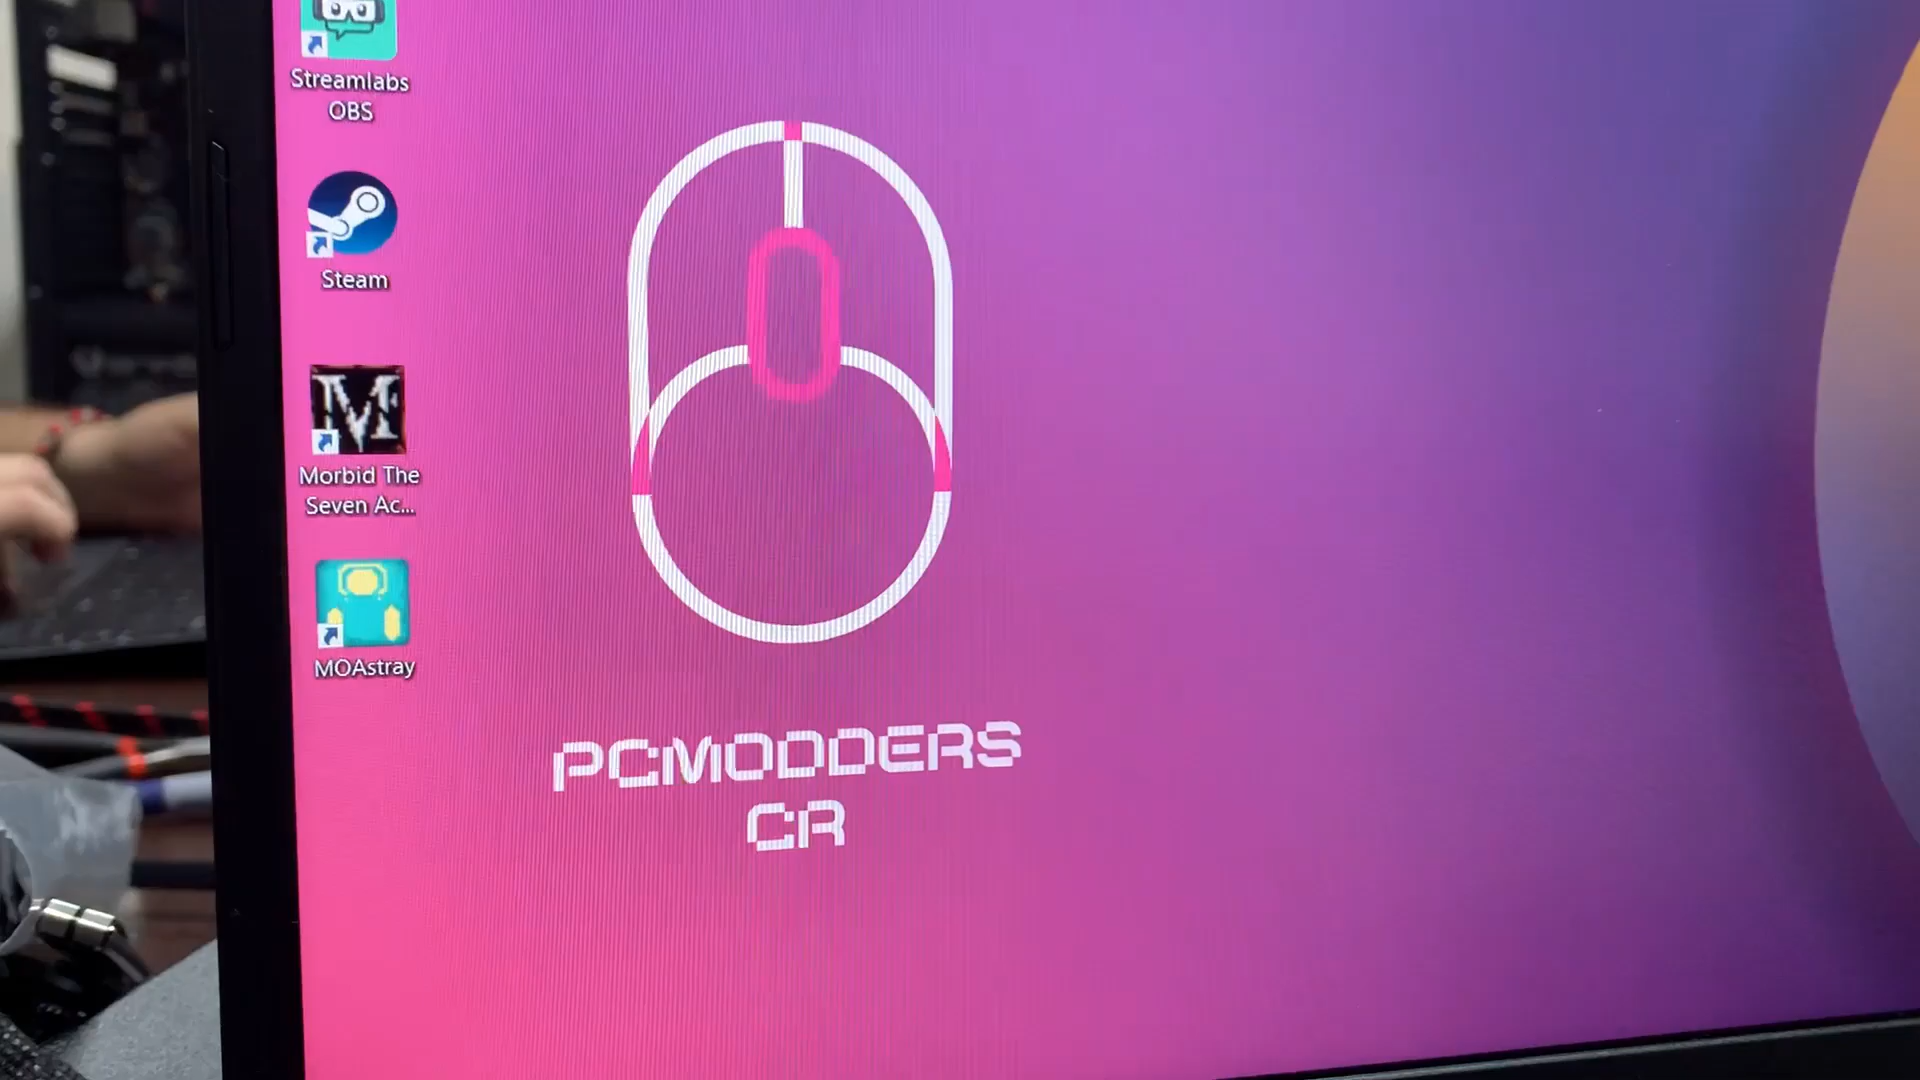 Streamlabs
OBS
Steam
Morbid The
Seven Ac...
MOAstray
PCMODDERS
CR